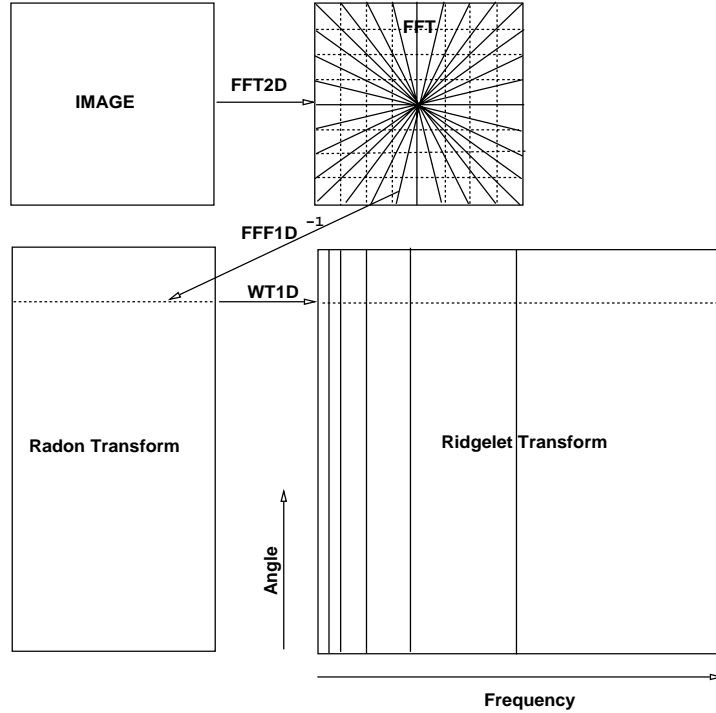 IMAGE
FFT2D
FFT
FFF1D -1
WT1D
Radon Transform
Ridgelet Transform
Angle
Frequency